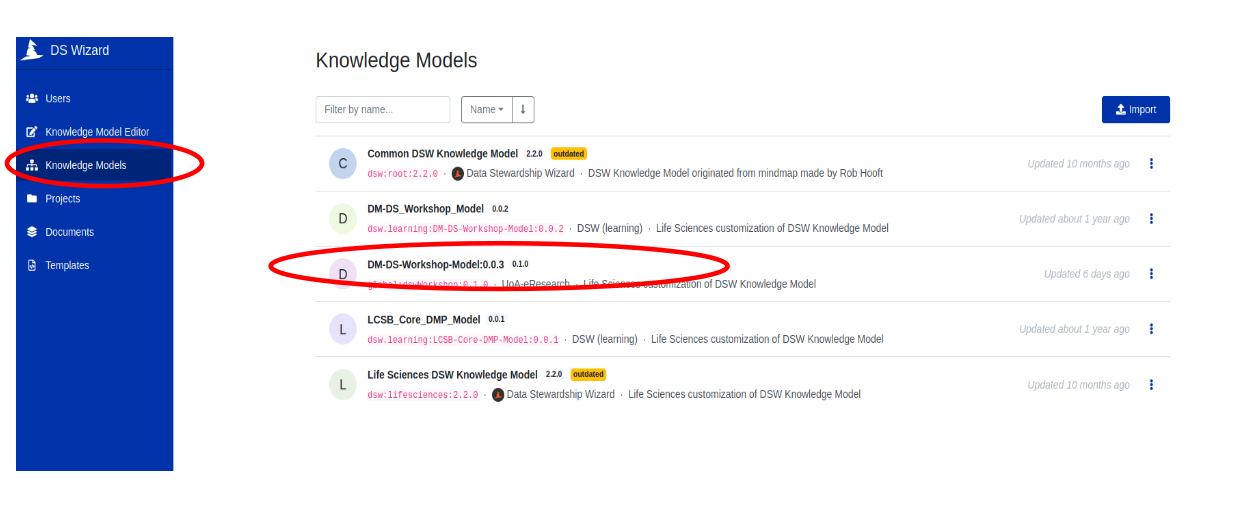 DS Wizard
Users
Knowledge Model Editor
Knowledge Models
Projects
Documents
Templates
Knowledge Models
Filter by name...
Name
Import
C
Common DSW Knowledge Model 2.2.0 outdated
dsw:root:2.2.0 · Data Stewardship Wizard · DSW Knowledge Model originated from mindmap made by Rob Hooft
Updated 10 months ago
D
DM-DS_Workshop_Model 0.0.2
dsw.learning:DM-DS-Workshop-Model:0.0.2 · DSW (learning) · Life Sciences customization of DSW Knowledge Model
Updated about 1 year ago
D
DM-DS-Workshop-Model:0.0.3 0.1.0
global:dswWorkshop:0.1.0 · UoA-eResearch · Life Sciences customization of DSW Knowledge Model
Updated 6 days ago
L
LCSB_Core_DMP_Model 0.0.1
dsw.learning:LCSB-Core-DMP-Model:0.0.1 · DSW (learning) · Life Sciences customization of DSW Knowledge Model
Updated about 1 year ago
L
Life Sciences DSW Knowledge Model 2.2.0 outdated
dsw:lifesciences:2.2.0 · Data Stewardship Wizard · Life Sciences customization of DSW Knowledge Model
Updated 10 months ago